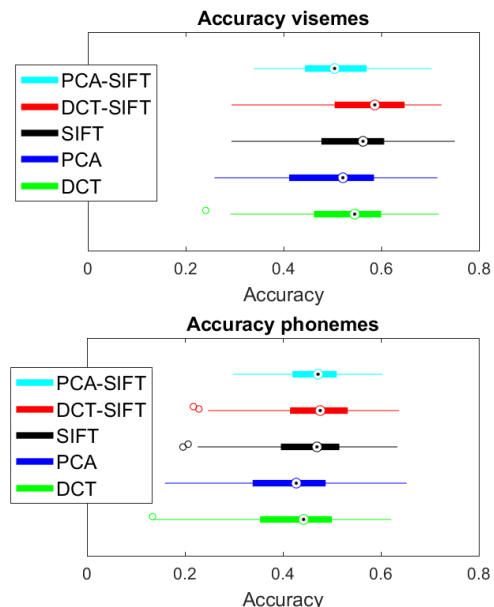 Accuracy visemes
PCA-SIFT
DCT-SIFT
SIFT
PCA
DCT
0 0.2 0.4 0.6 0.8
Accuracy
Accuracy phonemes
PCA-SIFT
DCT-SIFT
SIFT
PCA
DCT
0 0.2 0.4 0.6 0.8
Accuracy